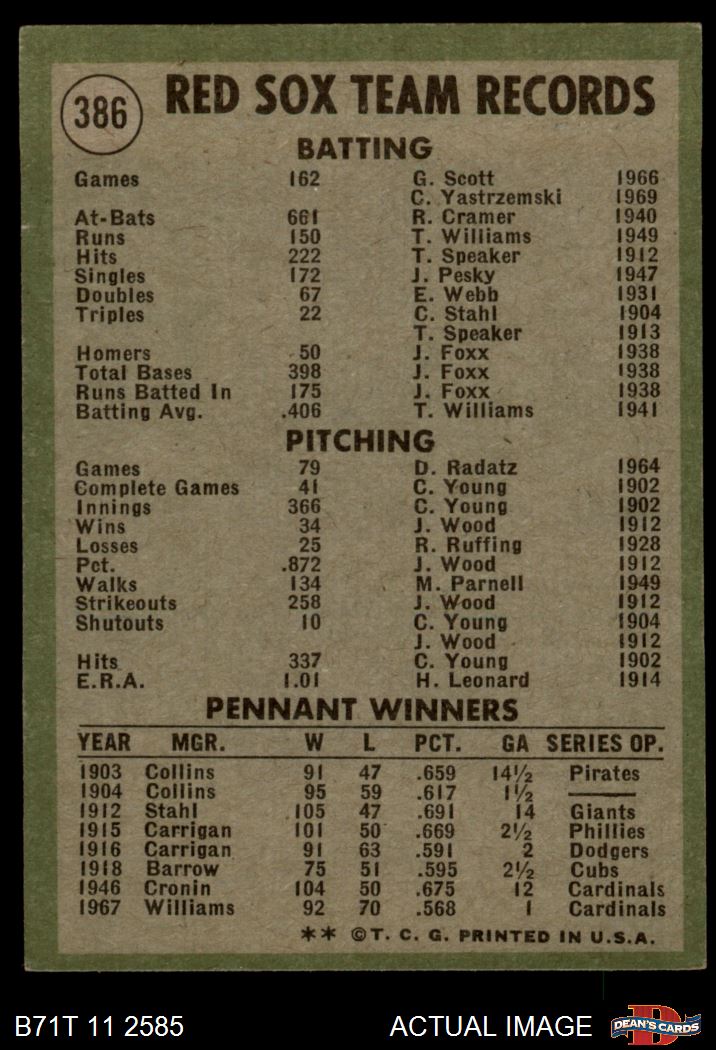 386
RED SOX TEAM RECORDS
BATTING
Games 162 G. Scott 1966
C. Yastrzemski 1969
At-Bats 661 R. Cramer 1940
Runs 150 T. Williams 1949
Hits 222 T. Speaker 1912
Singles 172 J. Pesky 1947
Doubles 67 E. Webb 1931
Triples 22 C. Stahl 1904
T. Speaker 1913
Homers 50 J. Foxx 1938
Total Bases 398 J. Foxx 1938
Runs Batted In 175 J. Foxx 1938
Batting Avg. .406 T. Williams 1941
PITCHING
Games 79 D. Radatz 1964
Complete Games 41 C. Young 1902
Innings 366 C. Young 1902
Wins 34 J. Wood 1912
Losses 25 R. Ruffing 1928
Pct. .872 J. Wood 1912
Walks 134 M. Parnell 1949
Strikeouts 258 J. Wood 1912
Shutouts 10 C. Young 1904
J. Wood 1912
Hits 337 C. Young 1902
E.R.A. 1.01 H. Leonard 1914
PENNANT WINNERS
YEAR MGR. W L PCT. GA SERIES OP.
1903 Collins 91 47 .659 14½ Pirates
1904 Collins 95 59 .617 1½ ———
1912 Stahl 105 47 .691 14 Giants
1915 Carrigan 101 50 .669 2½ Phillies
1916 Carrigan 91 63 .591 2 Dodgers
1918 Barrow 75 51 .595 2½ Cubs
1946 Cronin 104 50 .675 12 Cardinals
1967 Williams 92 70 .568 1 Cardinals
** ©T. C. G. PRINTED IN U.S.A.
B71T 11 2585 ACTUAL IMAGE
D
DEAN'S CARDS